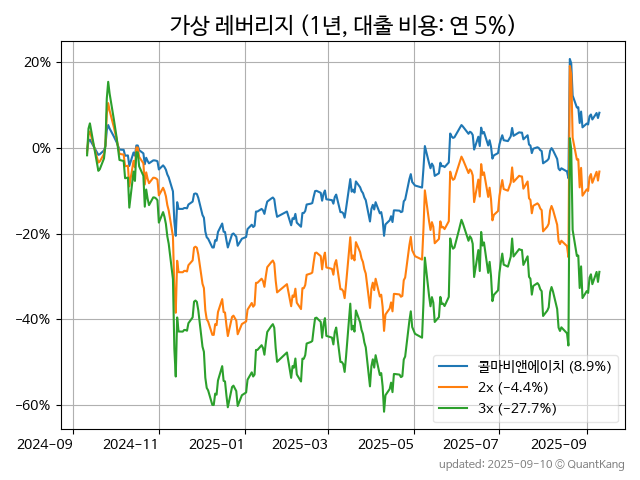 가상 레버리지 (1년, 대출 비용: 연 5%)
20%
0%
−20%
−40%
−60%
콜마비앤에이치 (8.9%)
2x (-4.4%)
3x (-27.7%)
2024-09
2024-11
2025-01
2025-03
2025-05
2025-07
2025-09
updated: 2025-09-10 © QuantKang